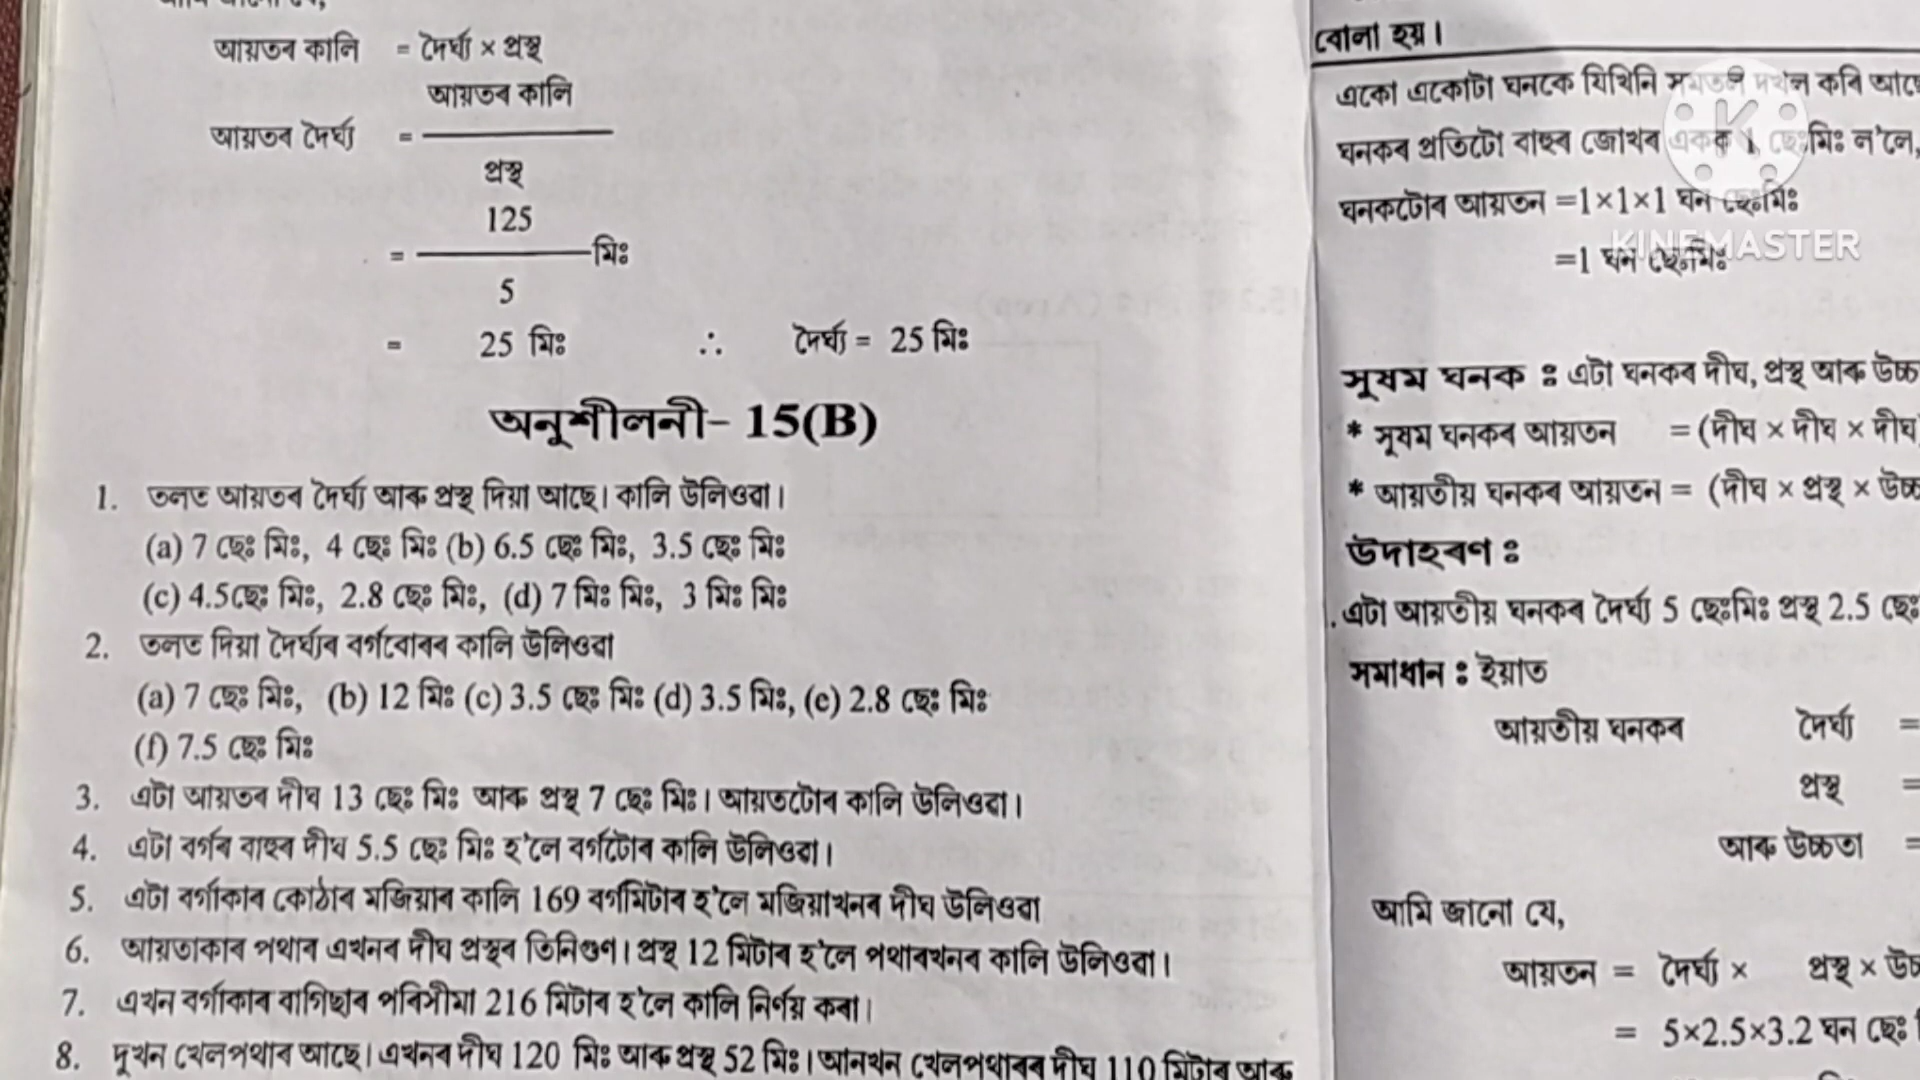 আয়তৰ কালি = দৈৰ্ঘ্য × প্ৰস্থ
আয়তৰ কালি
আয়তৰ দৈৰ্ঘ্য =
প্ৰস্থ
125
= মিঃ
5
= 25 মিঃ ∴ দৈৰ্ঘ্য = 25 মিঃ
অনুশীলনী- 15(B)
1. তলত আয়তৰ দৈৰ্ঘ্য আৰু প্ৰস্থ দিয়া আছে। কালি উলিওৱা।
(a) 7 ছেঃ মিঃ, 4 ছেঃ মিঃ (b) 6.5 ছেঃ মিঃ, 3.5 ছেঃ মিঃ
(c) 4.5ছেঃ মিঃ, 2.8 ছেঃ মিঃ, (d) 7 মিঃ মিঃ, 3 মিঃ মিঃ
2. তলত দিয়া দৈৰ্ঘ্যৰ বৰ্গবোৰৰ কালি উলিওৱা
(a) 7 ছেঃ মিঃ, (b) 12 মিঃ (c) 3.5 ছেঃ মিঃ (d) 3.5 মিঃ, (e) 2.8 ছেঃ মিঃ
(f) 7.5 ছেঃ মিঃ
3. এটা আয়তৰ দীঘ 13 ছেঃ মিঃ আৰু প্ৰস্থ 7 ছেঃ মিঃ। আয়তটোৰ কালি উলিওৱা।
4. এটা বৰ্গৰ বাহুৰ দীঘ 5.5 ছেঃ মিঃ হ'লে বৰ্গটোৰ কালি উলিওৱা।
5. এটা বৰ্গাকাৰ কোঠাৰ মজিয়াৰ কালি 169 বৰ্গমিটাৰ হ'লে মজিয়াখনৰ দীঘ উলিওৱা
6. আয়তাকাৰ পথাৰ এখনৰ দীঘ প্ৰস্থৰ তিনিগুণ। প্ৰস্থ 12 মিটাৰ হ'লে পথাৰখনৰ কালি উলিওৱা।
7. এখন বৰ্গাকাৰ বাগিছাৰ পৰিসীমা 216 মিটাৰ হ'লে কালি নিৰ্ণয় কৰা।
8. দুখন খেলপথাৰ আছে। এখনৰ দীঘ 120 মিঃ আৰু প্ৰস্থ 52 মিঃ। আনখন খেলপথাৰৰ দীঘ 110 মিটাৰ আৰু
বোলা হয়।
একো একোটা ঘনকে যিখিনি সমতল দখল কৰি
ঘনকৰ প্ৰতিটো বাহুৰ জোখৰ একক 1 ছেঃমিঃ ল'লে,
ঘনকটোৰ আয়তন =1×1×1 ঘন ছেঃমিঃ
KINEMASTER
=1 ঘন ছেঃমিঃ
সুষম ঘনক ঃ এটা ঘনকৰ দীঘ, প্ৰস্থ আৰু
* সুষম ঘনকৰ আয়তন = (দীঘ × দীঘ × দীঘ
* আয়তীয় ঘনকৰ আয়তন = (দীঘ × প্ৰস্থ ×
উদাহৰণ ঃ
. এটা আয়তীয় ঘনকৰ দৈৰ্ঘ্য 5 ছেঃমিঃ প্ৰস্থ 2.5 ছেঃ
সমাধান ঃ ইয়াত
আয়তীয় ঘনকৰ দৈৰ্ঘ্য =
প্ৰস্থ =
আৰু উচ্চতা =
আমি জানো যে,
আয়তন = দৈৰ্ঘ্য × প্ৰস্থ ×
= 5×2.5×3.2 ঘন ছেঃ